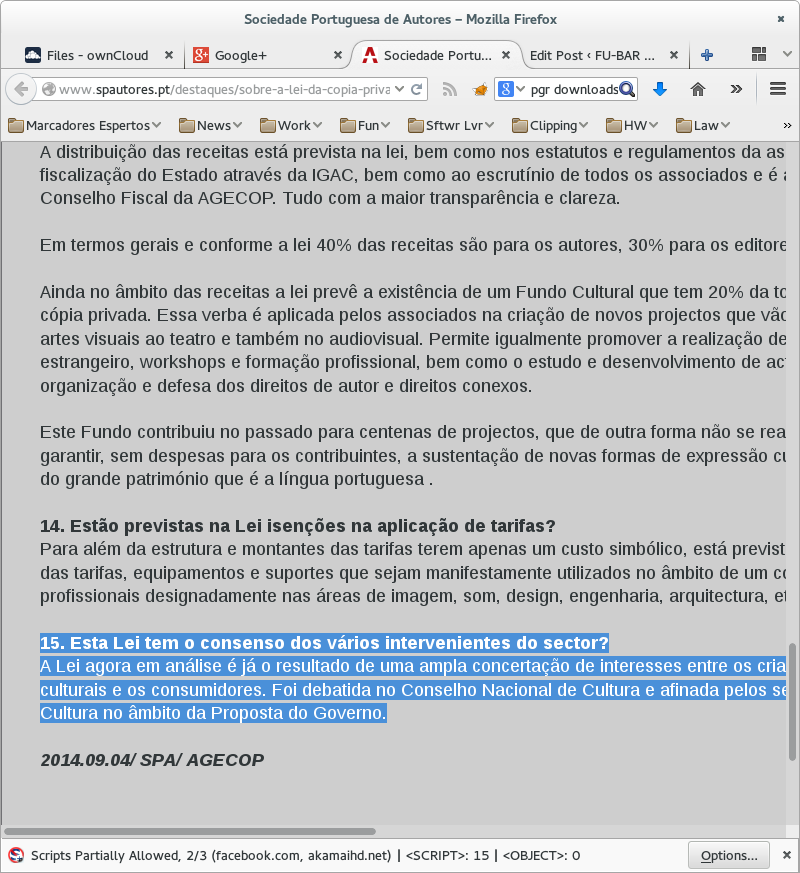 Sociedade Portuguesa de Autores – Mozilla Firefox
Files - ownCloud
Google+
Sociedade Portu...
Edit Post ‹ FU-BAR ...
www.spautores.pt/destaques/sobre-a-lei-da-copia-priva
pgr downloads
Marcadores Espertos
News
Work
Fun
Sftwr Lvr
Clipping
HW
Law
A distribuição das receitas está prevista na lei, bem como nos estatutos e regulamentos da as
fiscalização do Estado através da IGAC, bem como ao escrutínio de todos os associados e é a
Conselho Fiscal da AGECOP. Tudo com a maior transparência e clareza.
Em termos gerais e conforme a lei 40% das receitas são para os autores, 30% para os editore
Ainda no âmbito das receitas a lei prevê a existência de um Fundo Cultural que tem 20% da to
cópia privada. Essa verba é aplicada pelos associados na criação de novos projectos que vão
artes visuais ao teatro e também no audiovisual. Permite igualmente promover a realização de
estrangeiro, workshops e formação profissional, bem como o estudo e desenvolvimento de ac
organização e defesa dos direitos de autor e direitos conexos.
Este Fundo contribuiu no passado para centenas de projectos, que de outra forma não se rea
garantir, sem despesas para os contribuintes, a sustentação de novas formas de expressão cu
do grande património que é a língua portuguesa .
14. Estão previstas na Lei isenções na aplicação de tarifas?
Para além da estrutura e montantes das tarifas terem apenas um custo simbólico, está previst
das tarifas, equipamentos e suportes que sejam manifestamente utilizados no âmbito de um co
profissionais designadamente nas áreas de imagem, som, design, engenharia, arquitectura, et
15. Esta Lei tem o consenso dos vários intervenientes do sector?
A Lei agora em análise é já o resultado de uma ampla concertação de interesses entre os cria
culturais e os consumidores. Foi debatida no Conselho Nacional de Cultura e afinada pelos se
Cultura no âmbito da Proposta do Governo.
2014.09.04/ SPA/ AGECOP
Scripts Partially Allowed, 2/3 (facebook.com, akamaihd.net) | <SCRIPT>: 15 | <OBJECT>: 0
Options...